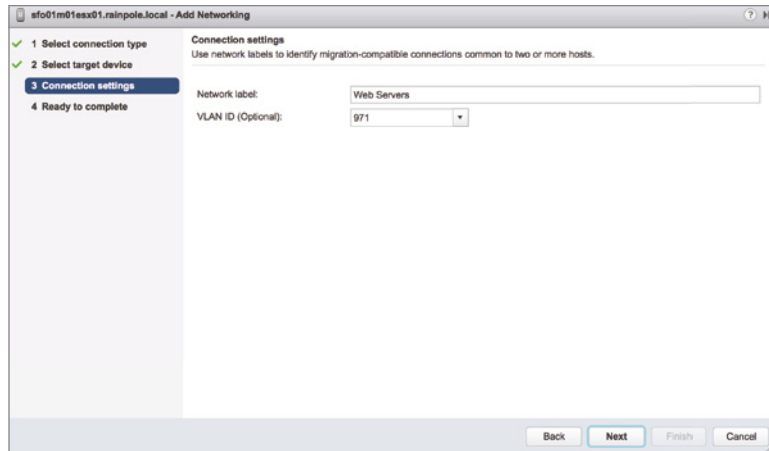 sfo01m01esx01.rainpole.local - Add Networking
1 Select connection type
2 Select target device
3 Connection settings
4 Ready to complete
Connection settings
Use network labels to identify migration-compatible connections common to two or more hosts.
Network label:
Web Servers
VLAN ID (Optional):
971
Back
Next
Finish
Cancel